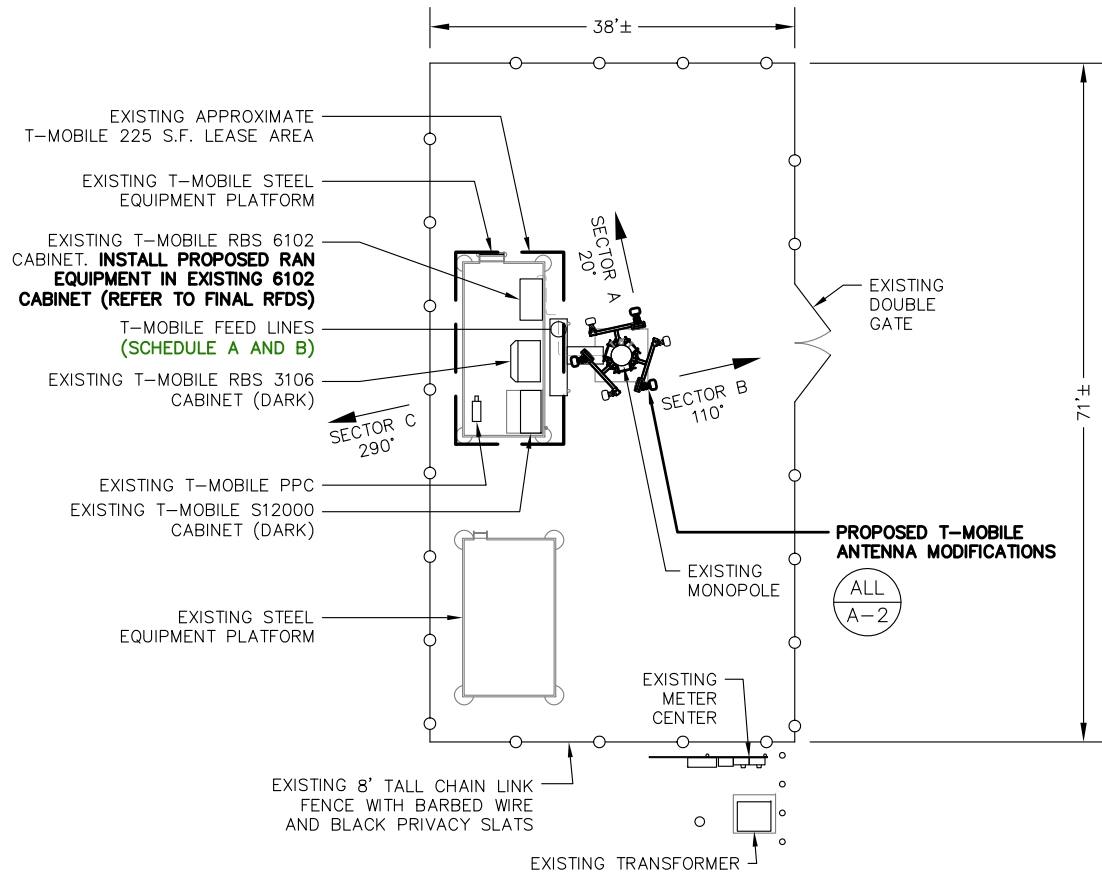 38'±
EXISTING APPROXIMATE
T-MOBILE 225 S.F. LEASE AREA
EXISTING T-MOBILE STEEL
EQUIPMENT PLATFORM
EXISTING T-MOBILE RBS 6102
CABINET. INSTALL PROPOSED RAN
EQUIPMENT IN EXISTING 6102
CABINET (REFER TO FINAL RFDS)
T-MOBILE FEED LINES
(SCHEDULE A AND B)
EXISTING T-MOBILE RBS 3106
CABINET (DARK)
SECTOR C
290°
EXISTING T-MOBILE PPC
EXISTING T-MOBILE S12000
CABINET (DARK)
EXISTING STEEL
EQUIPMENT PLATFORM
SECTOR A
20°
SECTOR B
110°
EXISTING
DOUBLE
GATE
71'±
PROPOSED T-MOBILE
ANTENNA MODIFICATIONS
ALL
A-2
EXISTING
MONOPOLE
EXISTING
METER
CENTER
EXISTING 8' TALL CHAIN LINK
FENCE WITH BARBED WIRE
AND BLACK PRIVACY SLATS
EXISTING TRANSFORMER